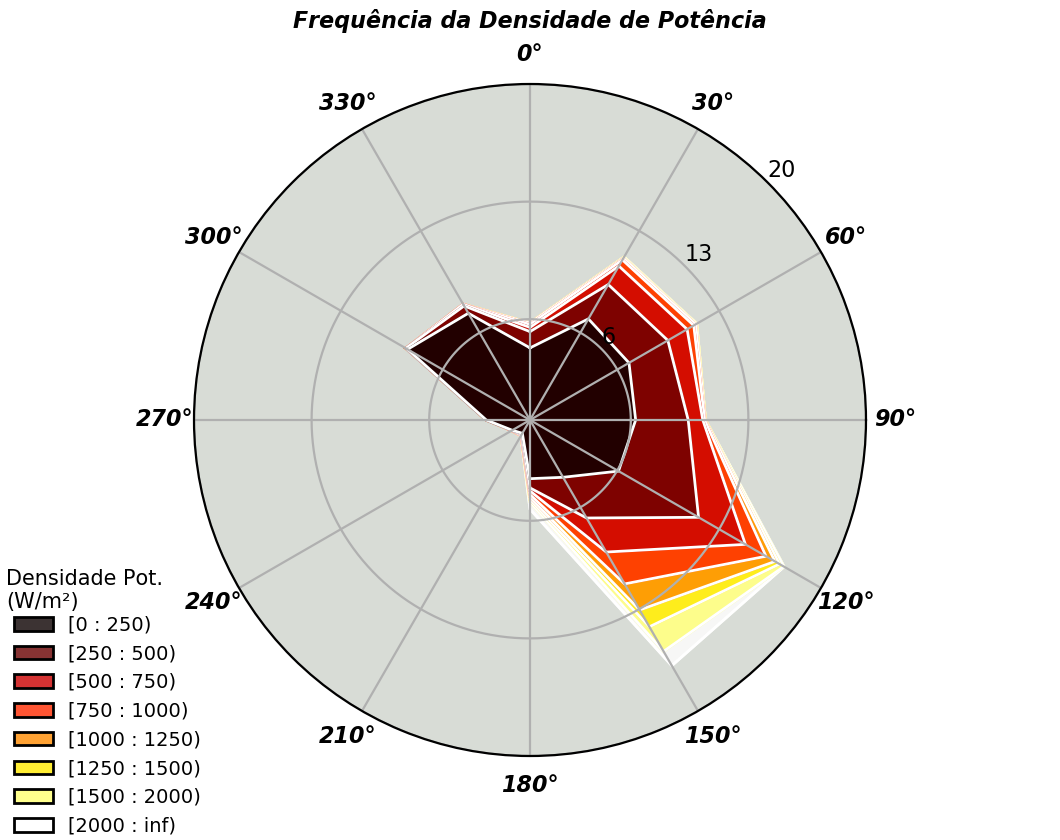 Frequência da Densidade de Potência
0°
330°
30°
20
300°
60°
13
6
270°
90°
240°
120°
210°
150°
180°
Densidade Pot.
(W/m²)
[0 : 250)
[250 : 500)
[500 : 750)
[750 : 1000)
[1000 : 1250)
[1250 : 1500)
[1500 : 2000)
[2000 : inf)